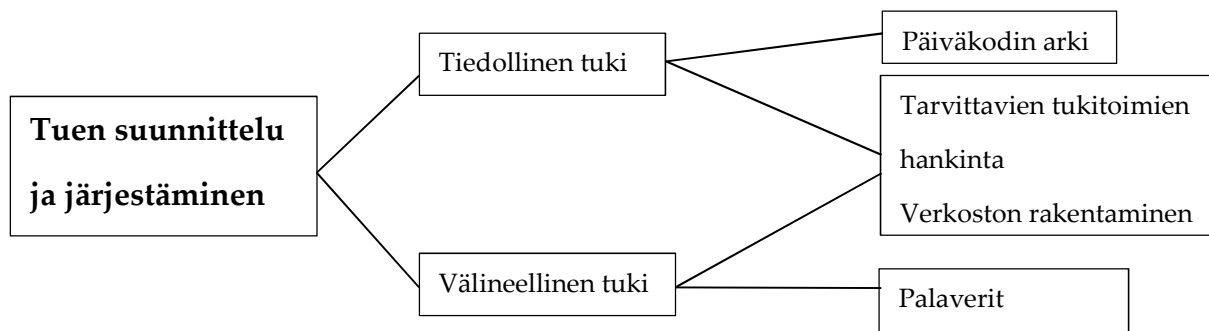 Tuen suunnittelu
ja järjestäminen
Tiedollinen tuki
Välineellinen tuki
Päiväkodin arki
Tarvittavien tukitoimien
hankinta
Verkoston rakentaminen
Palaverit